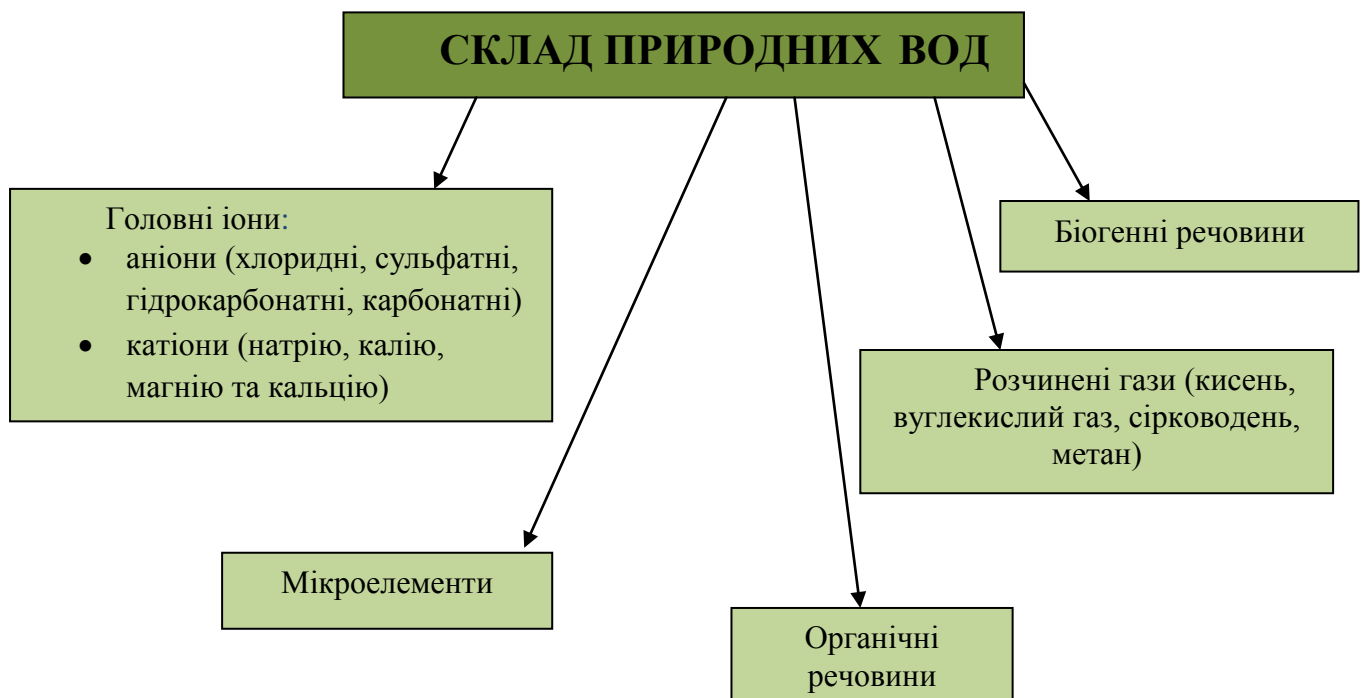 СКЛАД ПРИРОДНИХ ВОД
Головні іони:
• аніони (хлоридні, сульфатні,
гідрокарбонатні, карбонатні)
• катіони (натрію, калію,
магнію та кальцію)
Біогенні речовини
Розчинені гази (кисень,
вуглекислий газ, сірководень,
метан)
Мікроелементи
Органічні
речовини